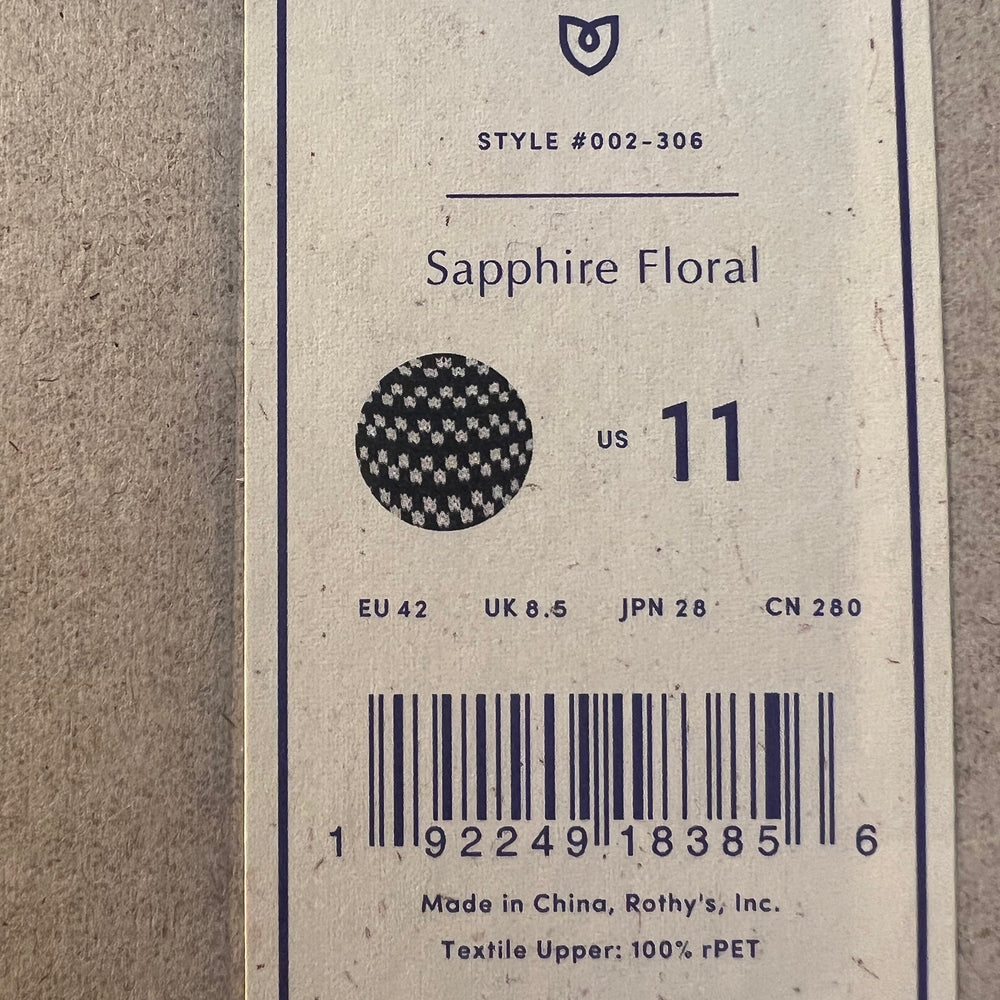 STYLE #002-306
Sapphire Floral
US 11
EU 42 UK 8.5 JPN 28 CN 280
1 92249 18385 6
Made in China, Rothy's, Inc.
Textile Upper: 100% rPET